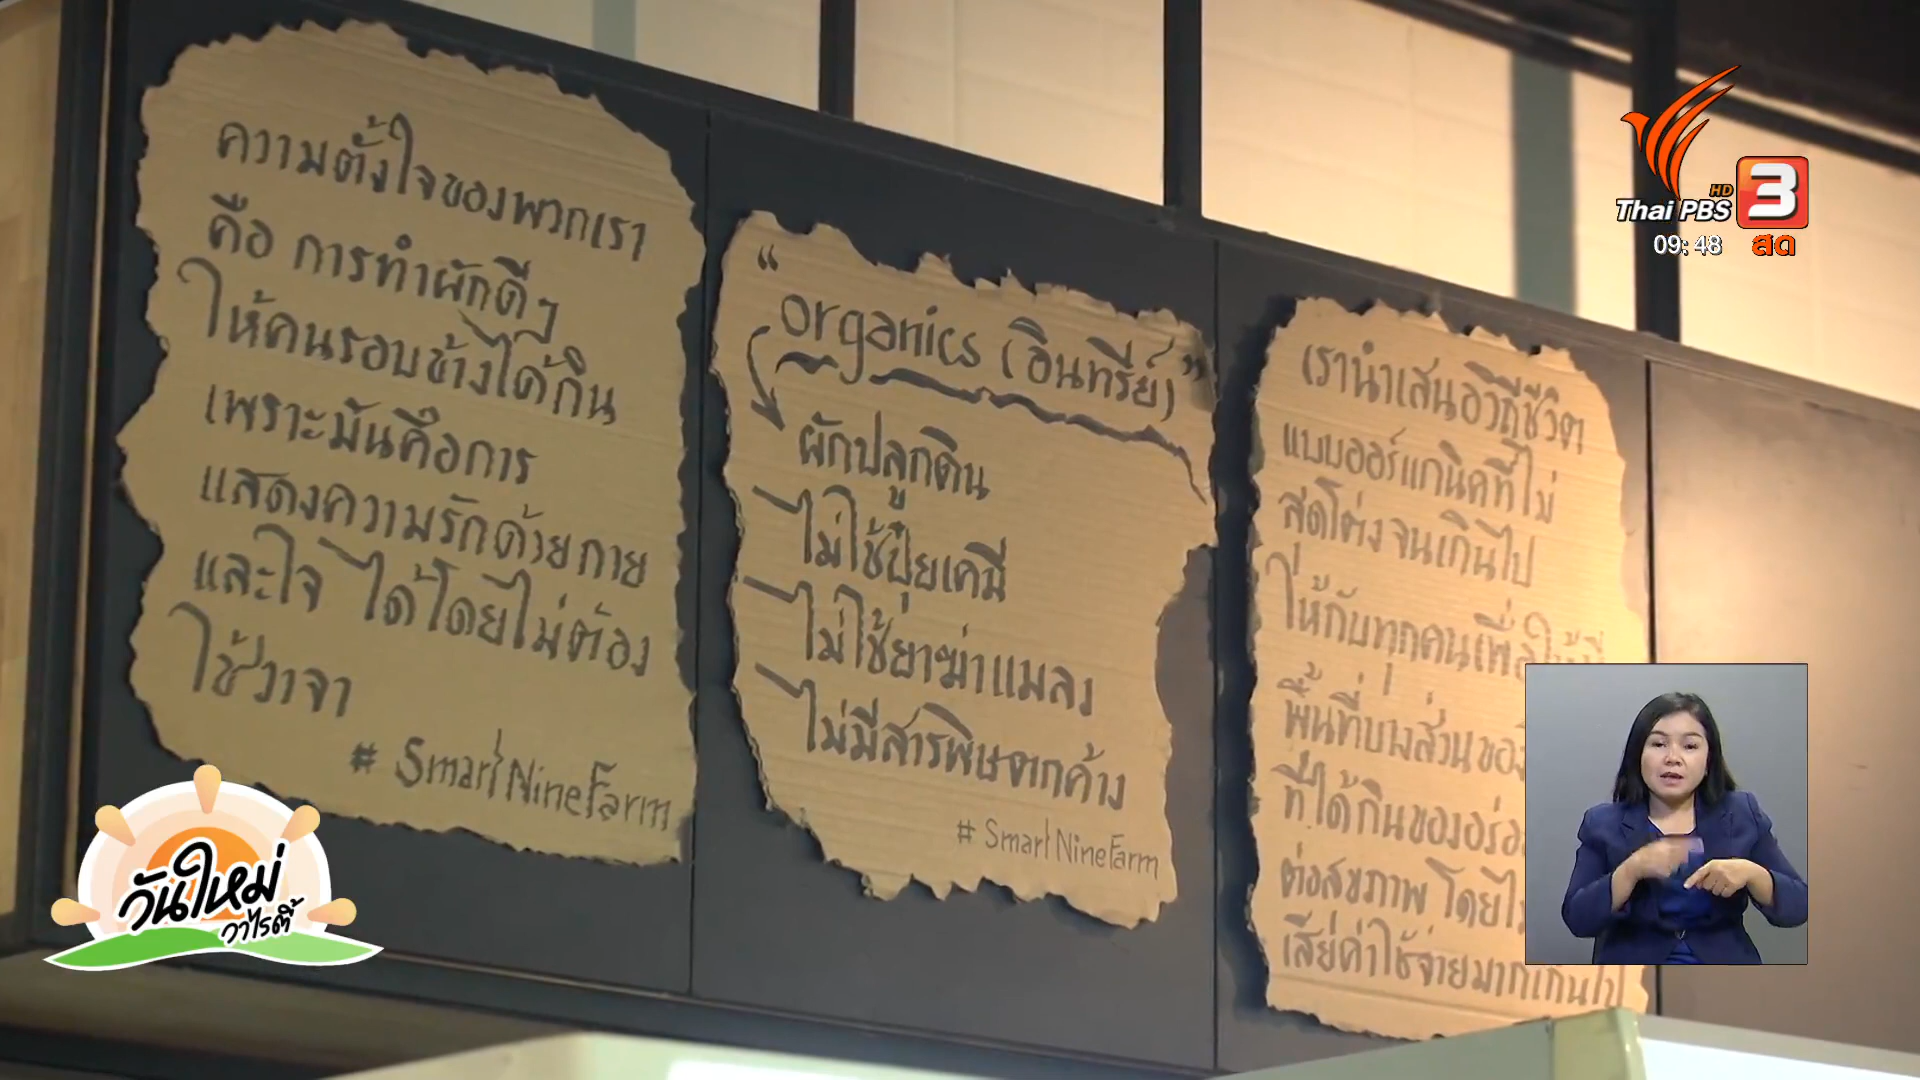 ความตั้งใจของพวกเรา
คือ การทำผักดีๆ
ให้คนรอบข้างได้กิน
เพราะมันคือการ
แสดงความรักด้วยกาย
และใจ ได้โดยไม่ต้อง
ใช้วาจา
# SmartNineFarm
“
organics (อินทรีย์)”
ผักปลูกดิน
ไม่ใช้ปุ๋ยเคมี
ไม่ใช้ยาฆ่าแมลง
ไม่มีสารพิษตกค้าง
# SmartNineFarm
เรานำเสนอวิถีชีวิต
แบบออร์แกนิคที่ไม่
สุดโต่งจนเกินไป
ให้กับทุกคนเพื่อให้มี
พื้นที่บางส่วนของ
ที่ได้กินของอร่อ
ต่อสุขภาพ โดยไ
เสียค่าใช้จ่ายมากเกินไป
HD
Thai PBS 3
09:48 สด
วันใหม่
วาไรตี้